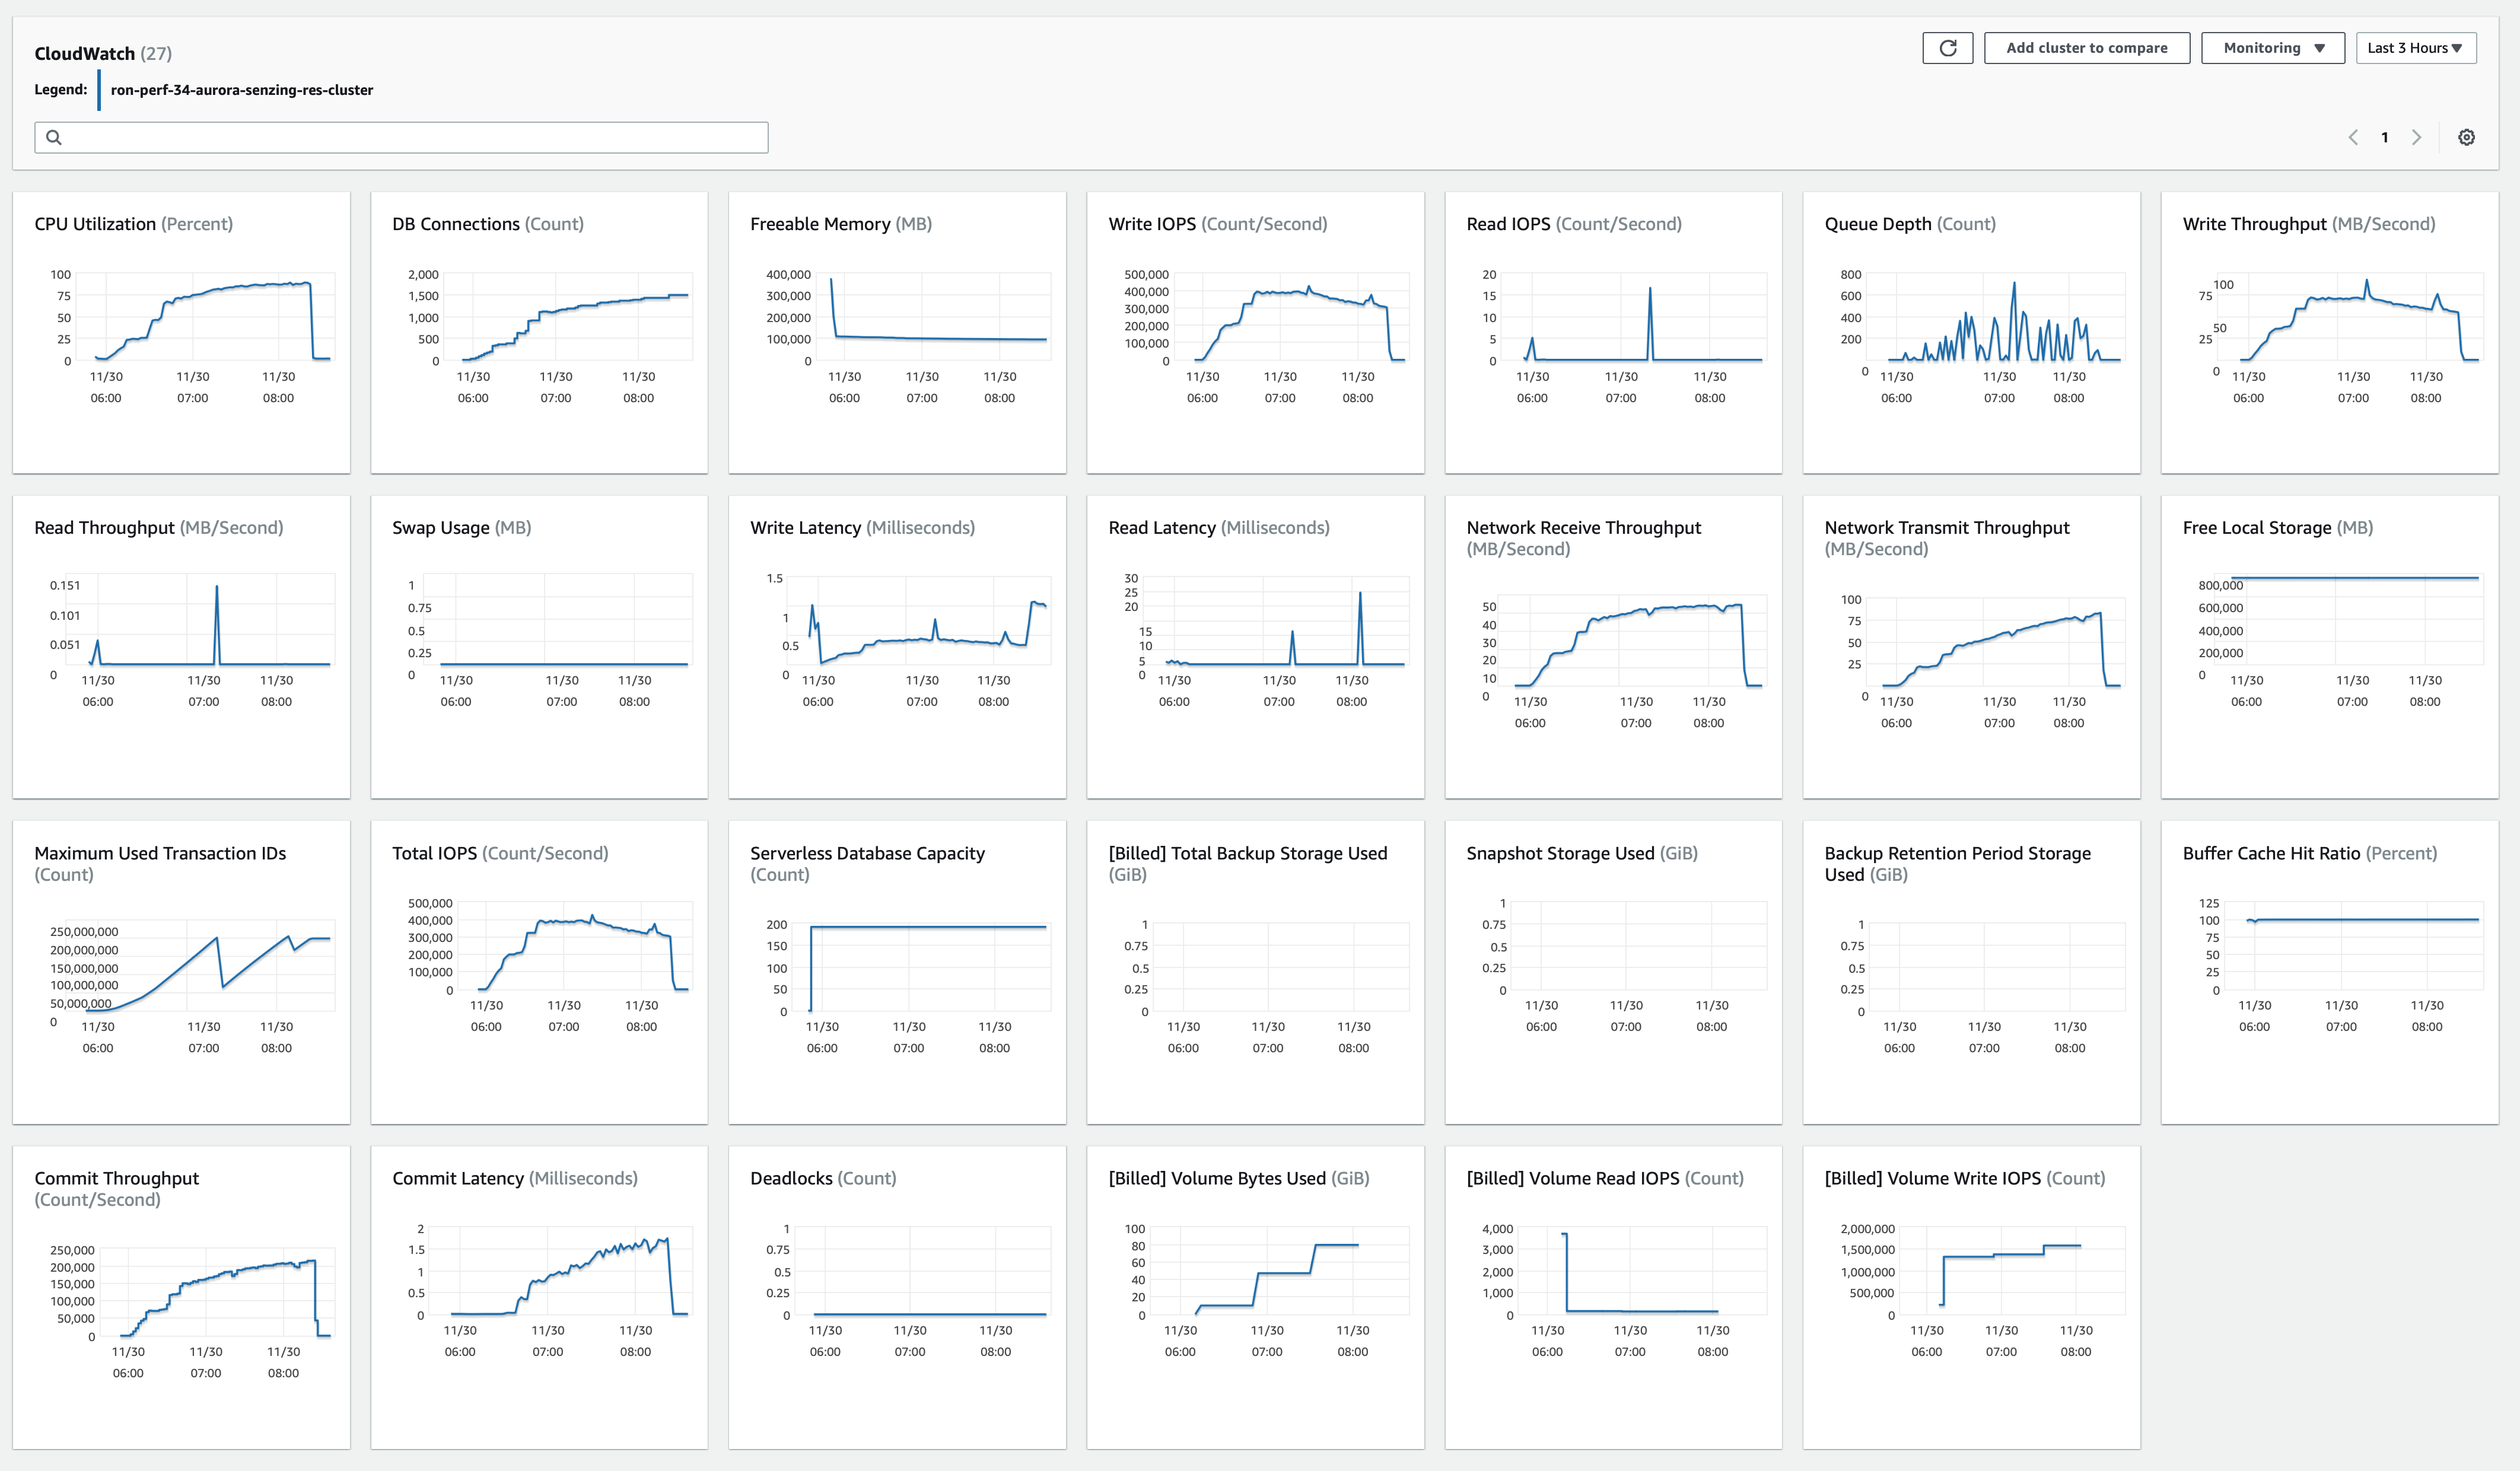 CloudWatch (27)
Add cluster to compare
Monitoring
Last 3 Hours
Legend:
ron-perf-34-aurora-senzing-res-cluster
1
CPU Utilization (Percent)
100
75
50
25
0
11/30 11/30 11/30
06:00 07:00 08:00
DB Connections (Count)
2,000
1,500
1,000
500
0
11/30 11/30 11/30
06:00 07:00 08:00
Freeable Memory (MB)
400,000
300,000
200,000
100,000
0
11/30 11/30 11/30
06:00 07:00 08:00
Write IOPS (Count/Second)
500,000
400,000
300,000
200,000
100,000
0
11/30 11/30 11/30
06:00 07:00 08:00
Read IOPS (Count/Second)
20
15
10
5
0
11/30 11/30 11/30
06:00 07:00 08:00
Queue Depth (Count)
800
600
400
200
0
11/30 11/30 11/30
06:00 07:00 08:00
Write Throughput (MB/Second)
100
75
50
25
0
11/30 11/30 11/30
06:00 07:00 08:00
Read Throughput (MB/Second)
0.151
0.101
0.051
0
11/30 11/30 11/30
06:00 07:00 08:00
Swap Usage (MB)
1
0.75
0.5
0.25
0
11/30 11/30 11/30
06:00 07:00 08:00
Write Latency (Milliseconds)
1.5
1
0.5
0
11/30 11/30 11/30
06:00 07:00 08:00
Read Latency (Milliseconds)
30
25
20
15
10
5
0
11/30 11/30 11/30
06:00 07:00 08:00
Network Receive Throughput
(MB/Second)
50
40
30
20
10
0
11/30 11/30 11/30
06:00 07:00 08:00
Network Transmit Throughput
(MB/Second)
100
75
50
25
0
11/30 11/30 11/30
06:00 07:00 08:00
Free Local Storage (MB)
800,000
600,000
400,000
200,000
0
11/30 11/30 11/30
06:00 07:00 08:00
Maximum Used Transaction IDs
(Count)
250,000,000
200,000,000
150,000,000
100,000,000
50,000,000
0
11/30 11/30 11/30
06:00 07:00 08:00
Total IOPS (Count/Second)
500,000
400,000
300,000
200,000
100,000
0
11/30 11/30 11/30
06:00 07:00 08:00
Serverless Database Capacity
(Count)
200
150
100
50
0
11/30 11/30 11/30
06:00 07:00 08:00
[Billed] Total Backup Storage Used
(GiB)
1
0.75
0.5
0.25
0
11/30 11/30 11/30
06:00 07:00 08:00
Snapshot Storage Used (GiB)
1
0.75
0.5
0.25
0
11/30 11/30 11/30
06:00 07:00 08:00
Backup Retention Period Storage
Used (GiB)
1
0.75
0.5
0.25
0
11/30 11/30 11/30
06:00 07:00 08:00
Buffer Cache Hit Ratio (Percent)
125
100
75
50
25
0
11/30 11/30 11/30
06:00 07:00 08:00
Commit Throughput
(Count/Second)
250,000
200,000
150,000
100,000
50,000
0
11/30 11/30 11/30
06:00 07:00 08:00
Commit Latency (Milliseconds)
2
1.5
1
0.5
0
11/30 11/30 11/30
06:00 07:00 08:00
Deadlocks (Count)
1
0.75
0.5
0.25
0
11/30 11/30 11/30
06:00 07:00 08:00
[Billed] Volume Bytes Used (GiB)
100
80
60
40
20
0
11/30 11/30 11/30
06:00 07:00 08:00
[Billed] Volume Read IOPS (Count)
4,000
3,000
2,000
1,000
0
11/30 11/30 11/30
06:00 07:00 08:00
[Billed] Volume Write IOPS (Count)
2,000,000
1,500,000
1,000,000
500,000
0
11/30 11/30 11/30
06:00 07:00 08:00